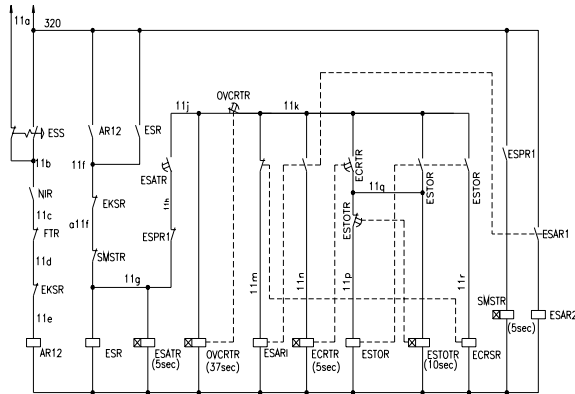 11a
320
ESS
AR12
ESR
11j
OVCRTR
11k
11b
11f
ESATR
ECRTR
ESTOR
ESTOR
ESPR1
NIR
11c
EKSR
a11f
11h
11q
ESTOTR
ESAR1
FTR
ESPR1
11d
SMSTR
11g
EKSR
11m
11n
11p
11r
11e
SMSTR
(5sec)
ESAR2
AR12
ESR
ESATR
(5sec)
OVCRTR
(37sec)
ESARI
ECRTR
(5sec)
ESTOR
ESTOTR
(10sec)
ECRSR